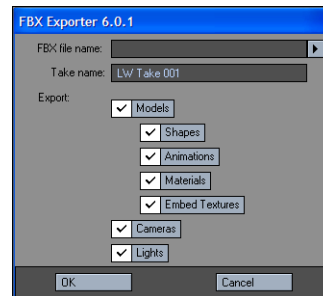 FBX Exporter 6.0.1
FBX file name:
Take name: LW Take 001
Export:
Models
Shapes
Animations
Materials
Embed Textures
Cameras
Lights
OK Cancel